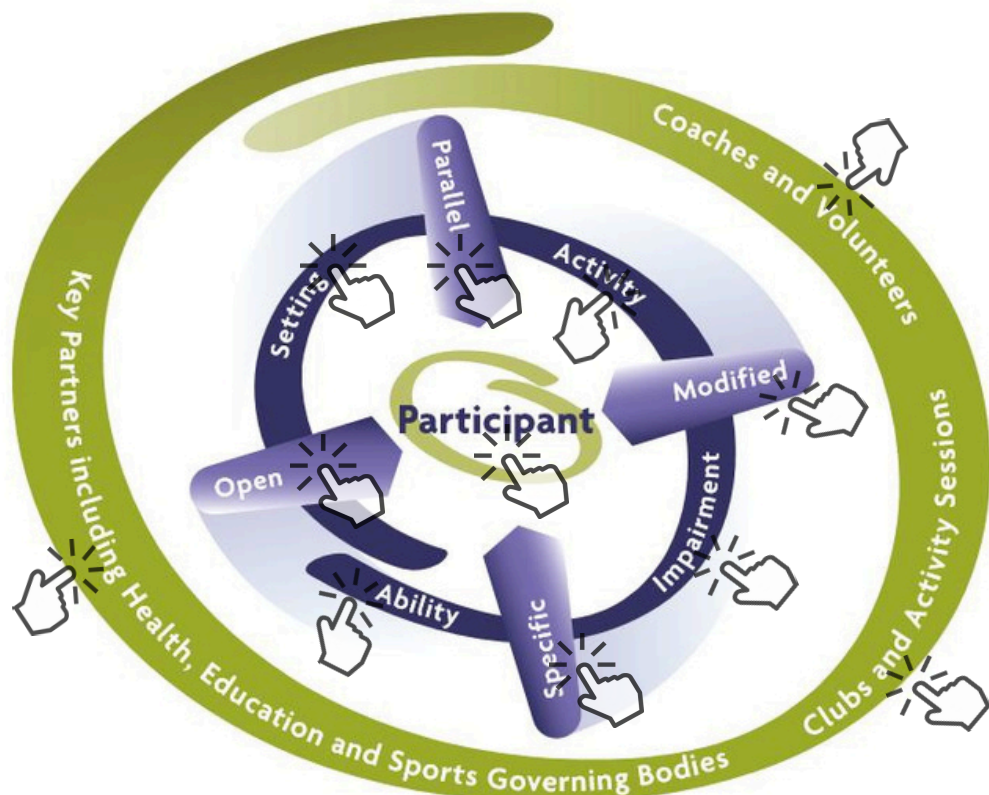 Coaches and Volunteers
Parallel
Activity
Setting
Modified
Participant
Open
Impairment
Ability
Specific
Clubs and Activity Sessions
Key Partners including Health, Education and Sports Governing Bodies